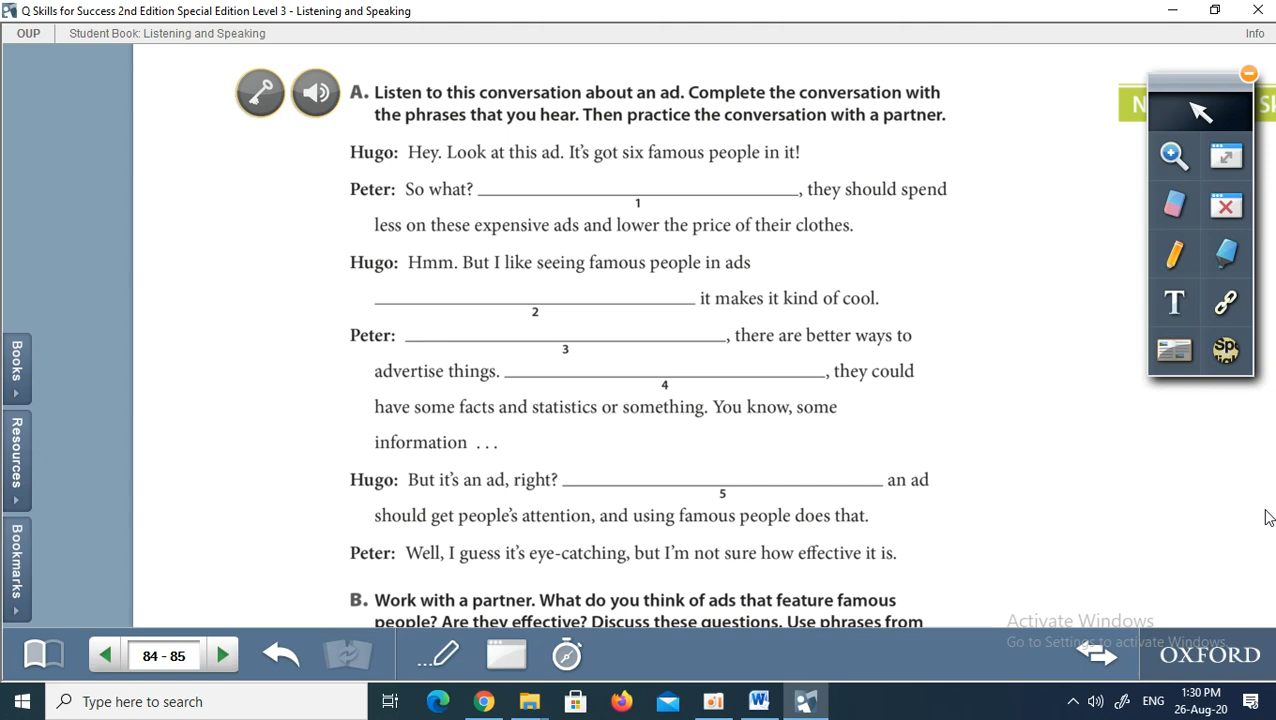 Q Skills for Success 2nd Edition Special Edition Level 3 - Listening and Speaking
OUP Student Book: Listening and Speaking Info
A. Listen to this conversation about an ad. Complete the conversation with
the phrases that you hear. Then practice the conversation with a partner.
Hugo: Hey. Look at this ad. It's got six famous people in it!
Peter: So what? ____, they should spend
1
less on these expensive ads and lower the price of their clothes.
Hugo: Hmm. But I like seeing famous people in ads
____ it makes it kind of cool.
2
Peter: ____, there are better ways to
3
advertise things. ____, they could
4
have some facts and statistics or something. You know, some
information . . .
Hugo: But it's an ad, right? ____ an ad
5
should get people's attention, and using famous people does that.
Peter: Well, I guess it's eye-catching, but I'm not sure how effective it is.
B. Work with a partner. What do you think of ads that feature famous
people? Are they effective? Discuss these questions. Use phrases from
Books
Resources
Bookmarks
T
Activate Windows
Go to Settings to activate Windows.
84 - 85
OXFORD
Type here to search
ENG
1:30 PM
26-Aug-20